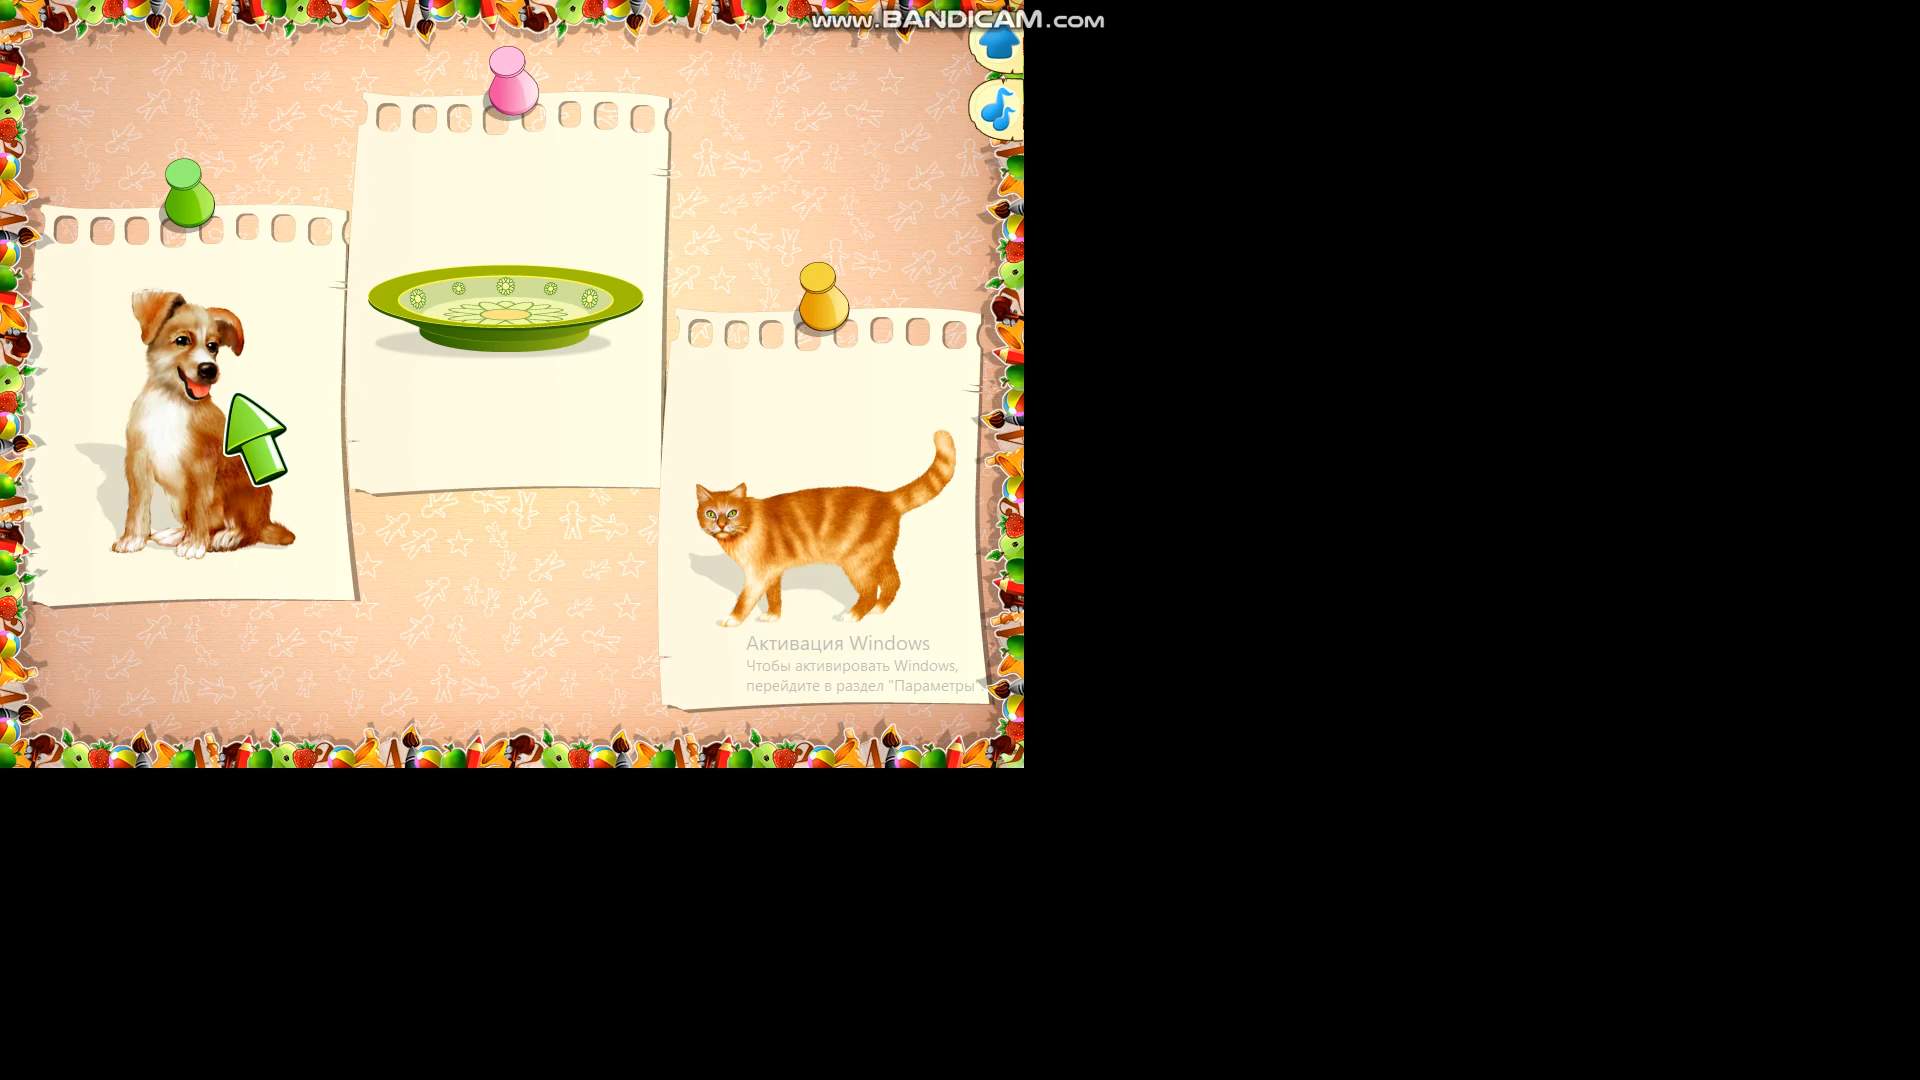 www.BANDICAM.com
Активация Windows
Чтобы активировать Windows,
перейдите в раздел "Параметры".